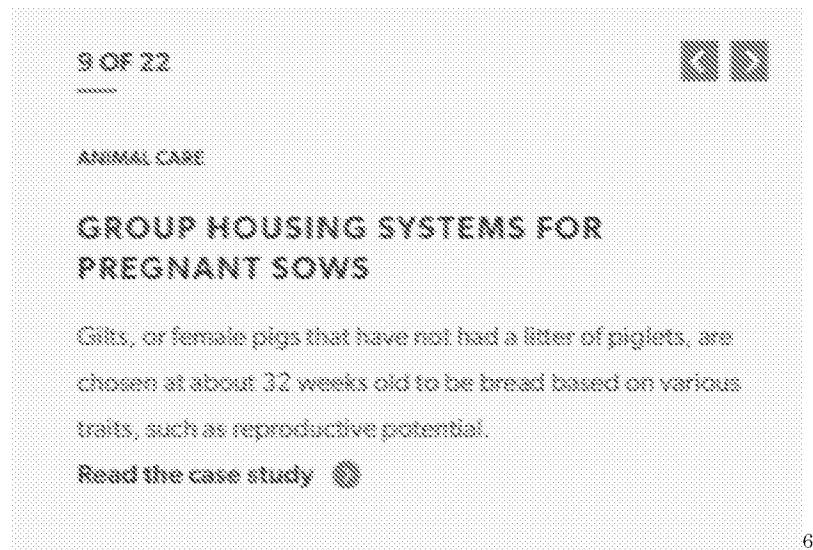 9 OF 22
ANIMAL CARE
GROUP HOUSING SYSTEMS FOR
PREGNANT SOWS
Gilts, or female pigs that have not had a litter of piglets, are
chosen at about 32 weeks old to be bread based on various
traits, such as reproductive potential.
Read the case study
6